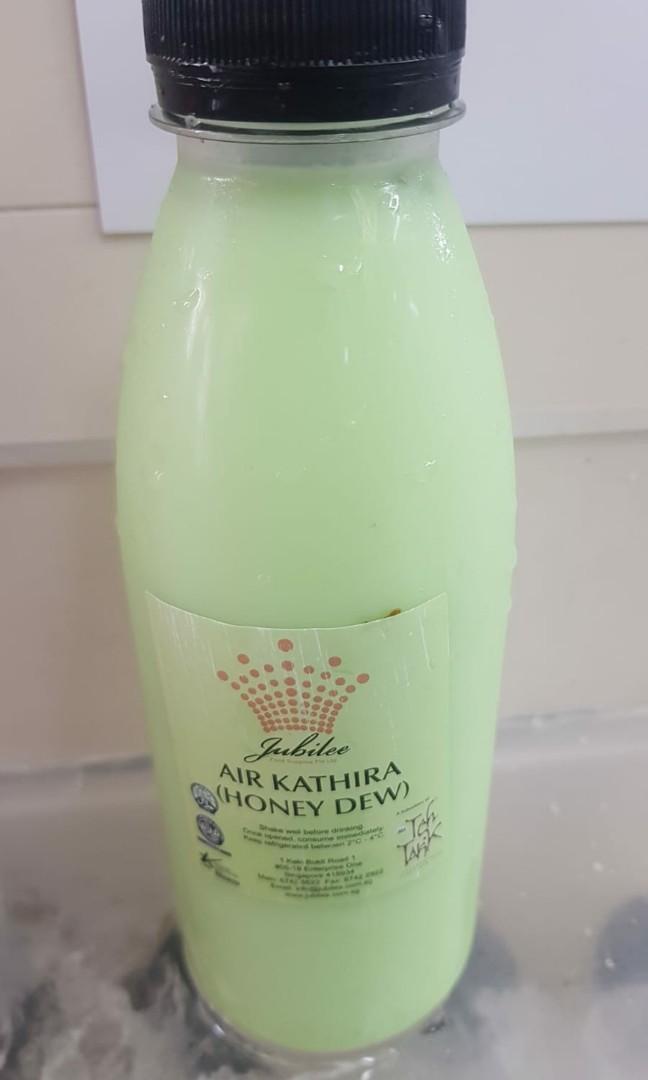 Jubilee
Food Supplies Pte Ltd
AIR KATHIRA
(HONEY DEW)
Shake well before drinking
Once opened, consume immediately
Keep refrigerated between 2°C - 4°C
1 Kaki Bukit Road 1
#05-19 Enterprise One
Singapore 415934
Email: info@jubilee.com.sg
www.jubilee.com.sg
Teh
Tarik